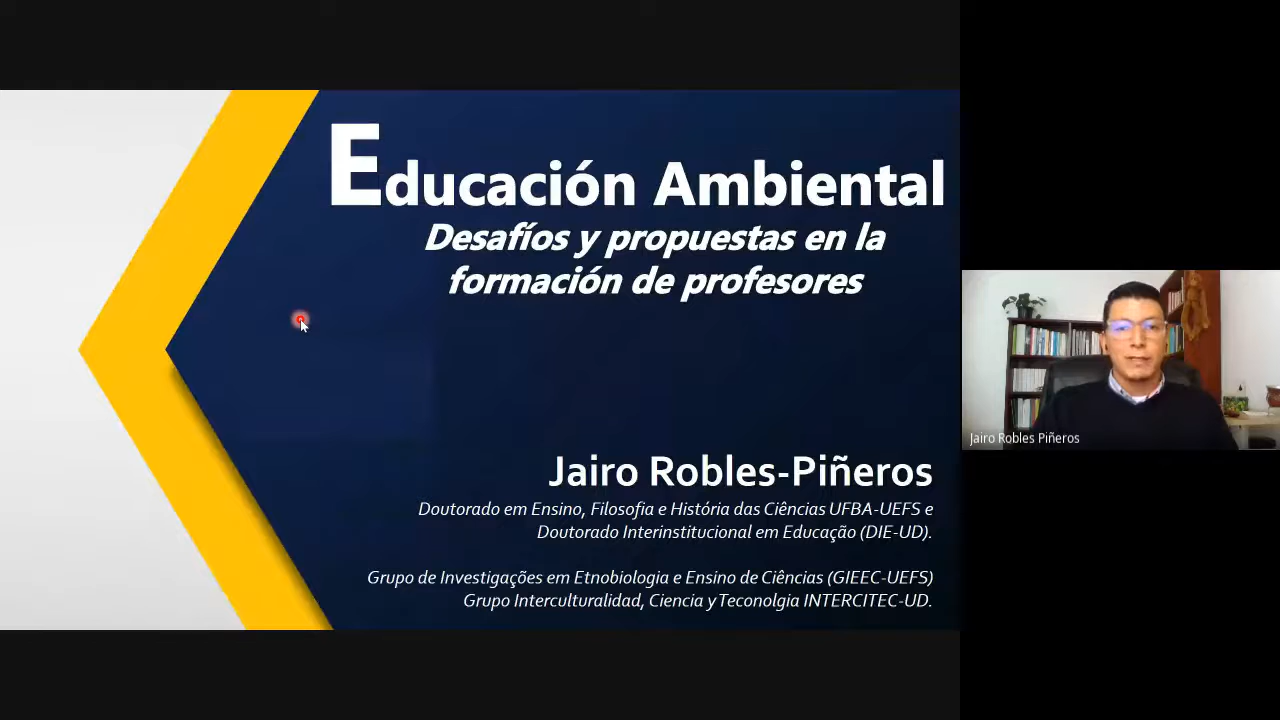 Educación Ambiental
Desafíos y propuestas en la
formación de profesores
Jairo Robles-Piñeros
Doutorado em Ensino, Filosofia e História das Ciências UFBA-UEFS e
Doutorado Interinstitucional em Educação (DIE-UD).
Grupo de Investigações em Etnobiologia e Ensino de Ciências (GIEEC-UEFS)
Grupo Interculturalidad, Ciencia y Teconolgia INTERCITEC-UD.
Jairo Robles Piñeros